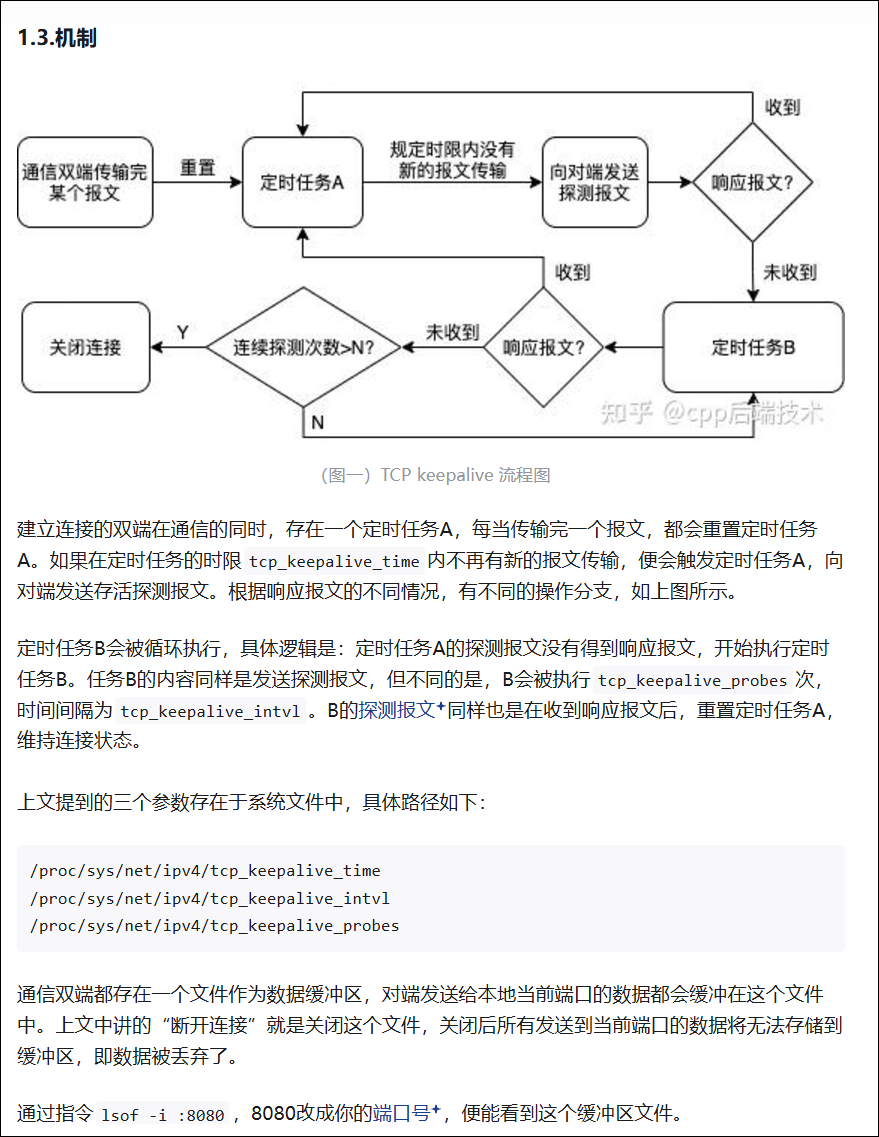 1.3.机制
收到
通信双端传输完
某个报文
重置
定时任务A
规定时限内没有
新的报文传输
向对端发送
探测报文
响应报文？
收到
未收到
关闭连接
Y
连续探测次数>N？
未收到
响应报文？
定时任务B
N
知乎 @cpp后端技术
（图一）TCP keepalive 流程图
建立连接的双端在通信的同时，存在一个定时任务A，每当传输完一个报文，都会重置定时任务
A。如果在定时任务的时限 tcp_keepalive_time 内不再有新的报文传输，便会触发定时任务A，向
对端发送存活探测报文。根据响应报文的不同情况，有不同的操作分支，如上图所示。
定时任务B会被循环执行，具体逻辑是：定时任务A的探测报文没有得到响应报文，开始执行定时
任务B。任务B的内容同样是发送探测报文，但不同的是，B会被执行 tcp_keepalive_probes 次，
时间间隔为 tcp_keepalive_intvl 。B的探测报文同样也是在收到响应报文后，重置定时任务A，
维持连接状态。
上文提到的三个参数存在于系统文件中，具体路径如下：
/proc/sys/net/ipv4/tcp_keepalive_time
/proc/sys/net/ipv4/tcp_keepalive_intvl
/proc/sys/net/ipv4/tcp_keepalive_probes
通信双端都存在一个文件作为数据缓冲区，对端发送给本地当前端口的数据都会缓冲在这个文件
中。上文中讲的“断开连接”就是关闭这个文件，关闭后所有发送到当前端口的数据将无法存储到
缓冲区，即数据被丢弃了。
通过指令 lsof -i :8080 ，8080改成你的端口号，便能看到这个缓冲区文件。